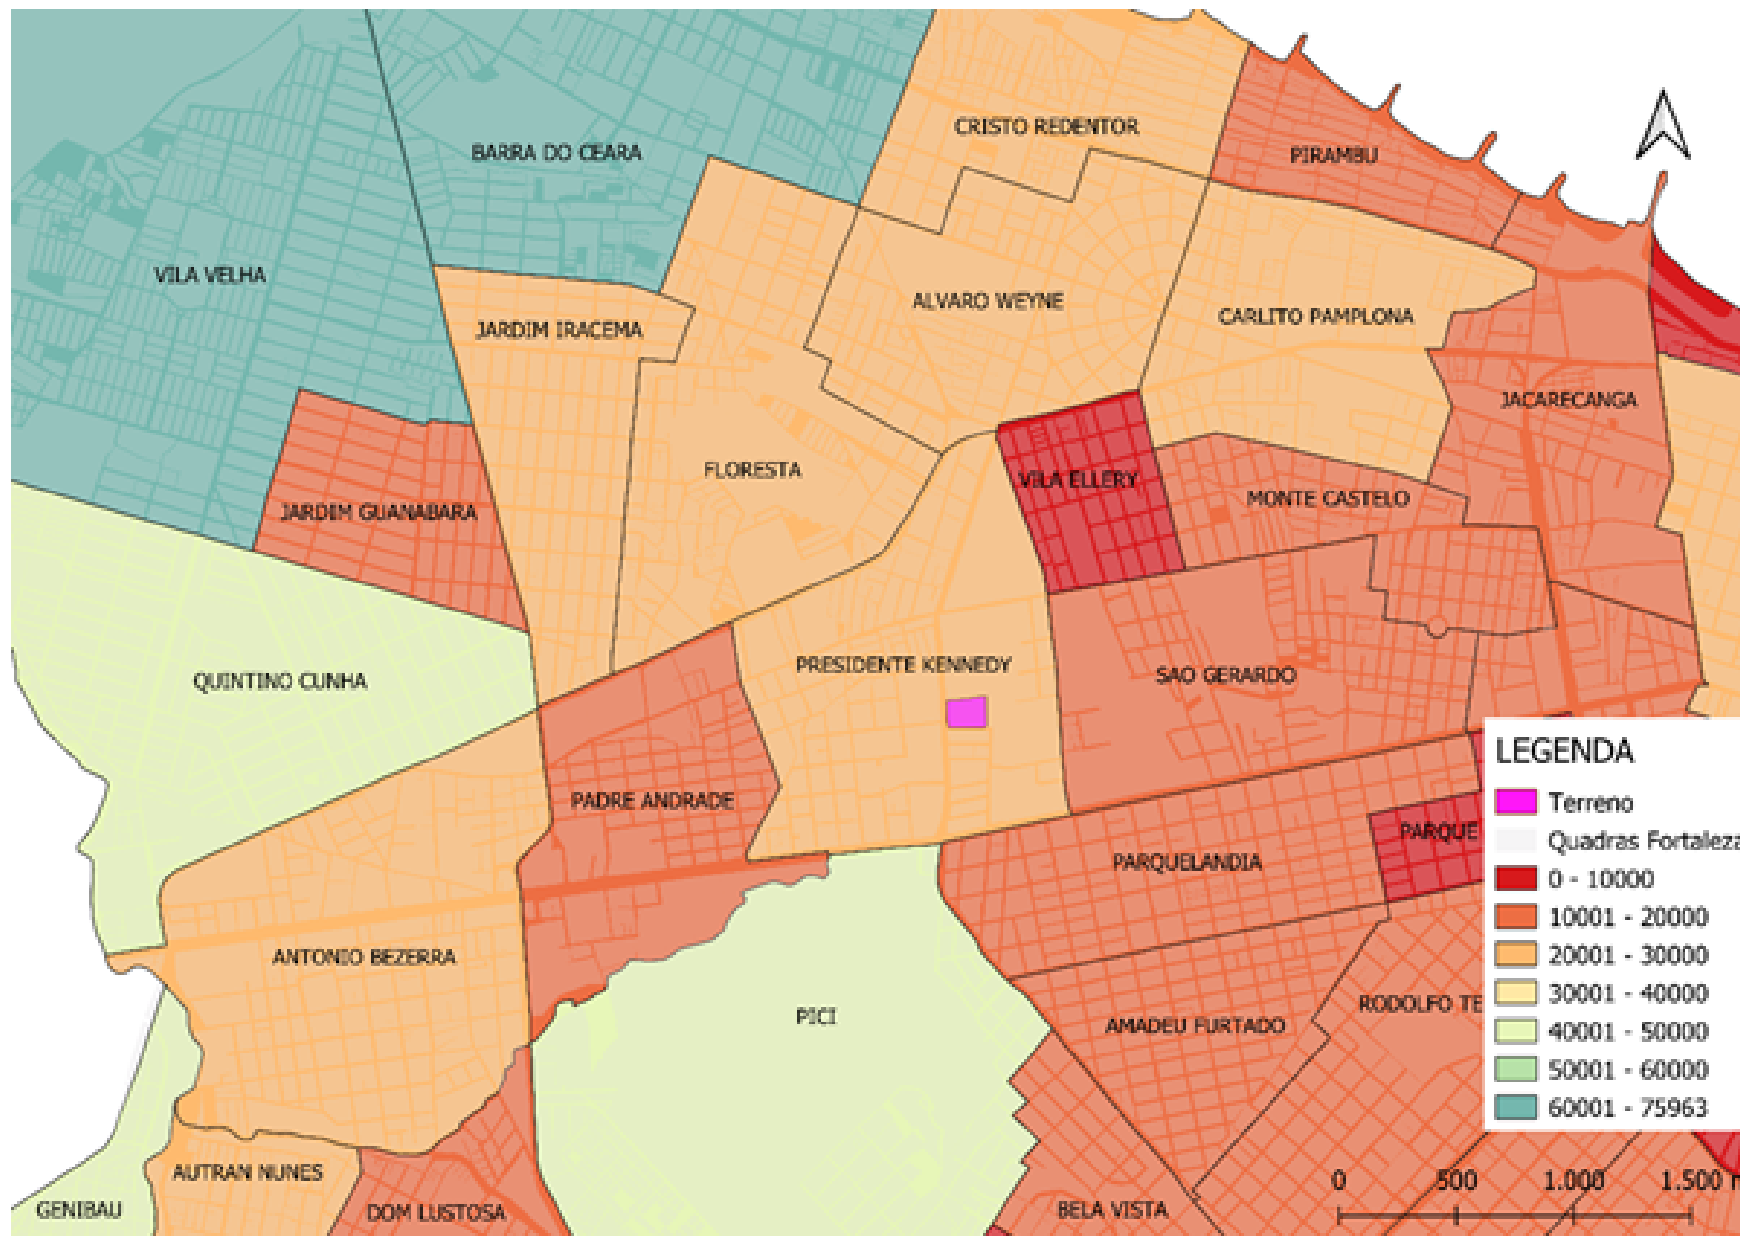 CRISTO REDENTOR
PIRAMBU
BARRA DO CEARA
VILA VELHA
JARDIM IRACEMA
ALVARO WEYNE
CARLITO PAMPLONA
JACARECANGA
FLORESTA
VILA ELLERY
MONTE CASTELO
JARDIM GUANABARA
QUINTINO CUNHA
PRESIDENTE KENNEDY
SAO GERARDO
PADRE ANDRADE
PARQUELANDIA
PARQUE
ANTONIO BEZERRA
PICI
AMADEU FURTADO
RODOLFO TE
AUTRAN NUNES
GENIBAU
DOM LUSTOSA
BELA VISTA
LEGENDA
Terreno
Quadras Fortaleza
0 - 10000
10001 - 20000
20001 - 30000
30001 - 40000
40001 - 50000
50001 - 60000
60001 - 75963
0 500 1.000 1.500 m